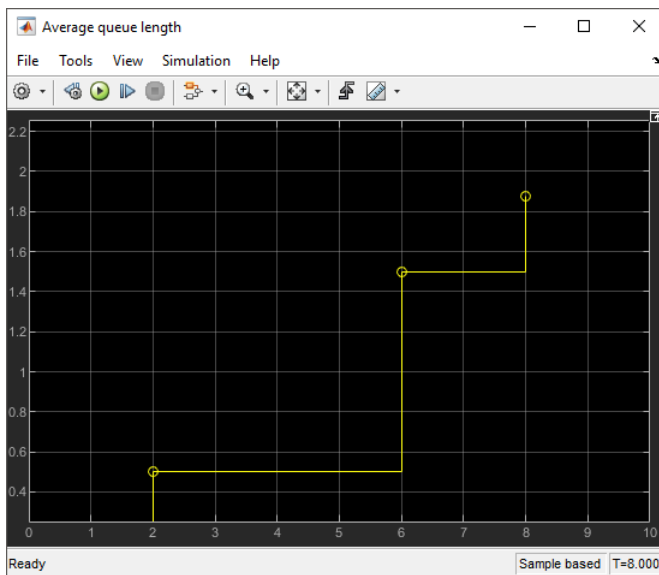 Average queue length
File Tools View Simulation Help
2.2
2
1.8
1.6
1.4
1.2
1
0.8
0.6
0.4
0 1 2 3 4 5 6 7 8 9 10
Ready Sample based T=8.000